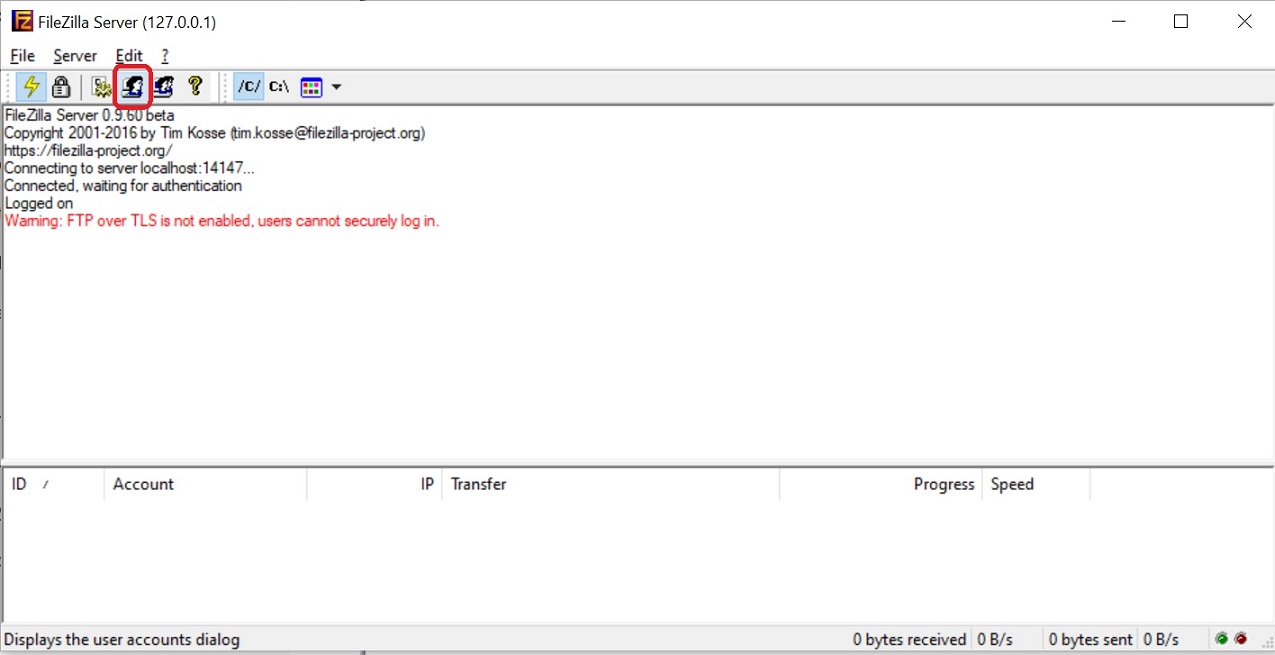 FileZilla Server (127.0.0.1)
File Server Edit ?
/C/ C:\
FileZilla Server 0.9.60 beta
Copyright 2001-2016 by Tim Kosse (tim.kosse@filezilla-project.org)
https://filezilla-project.org/
Connecting to server localhost:14147...
Connected, waiting for authentication
Logged on
Warning: FTP over TLS is not enabled, users cannot securely log in.
ID / Account IP Transfer Progress Speed
Displays the user accounts dialog 0 bytes received 0 B/s 0 bytes sent 0 B/s